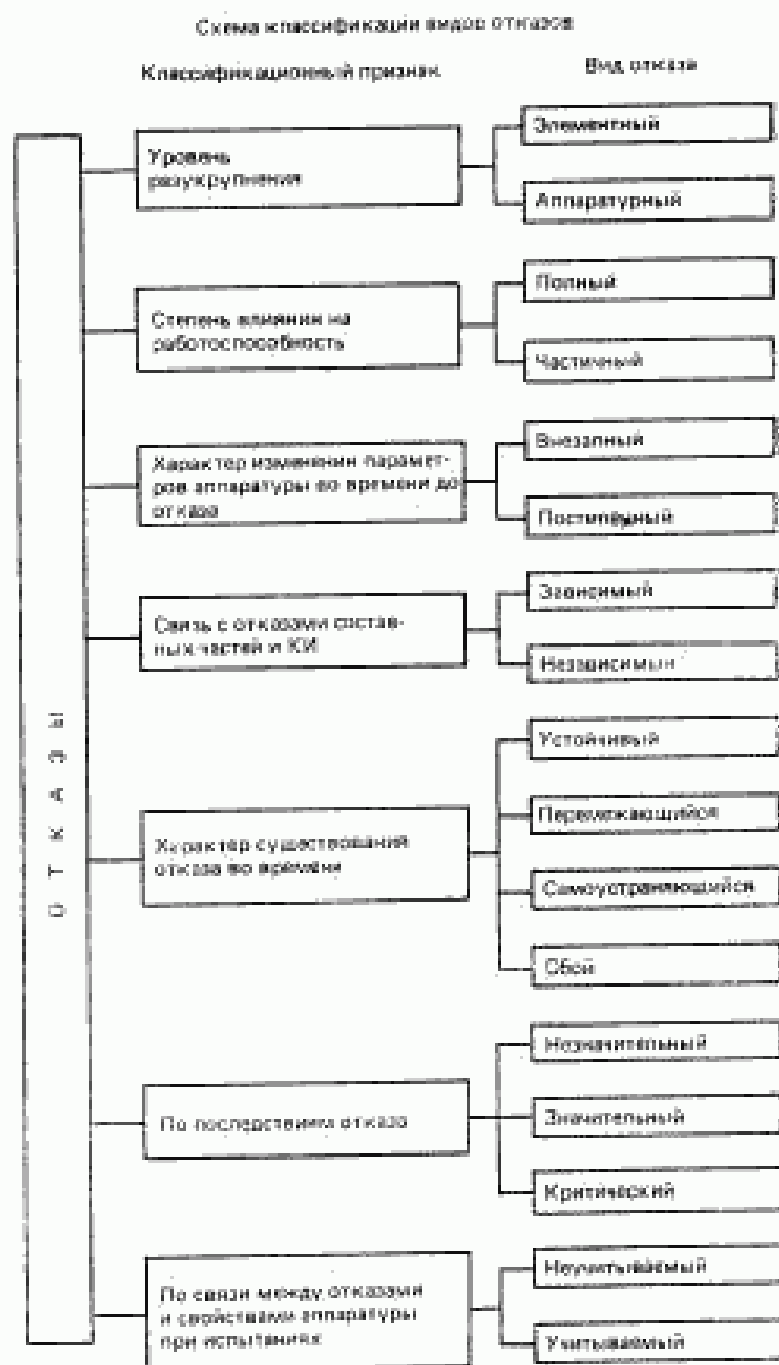 Схема классификации видов отказов
Классификационный признак
Вид отказа
ОТКАЗЫ
Уровень
разукрупнения
Элементный
Аппаратурный
Степень влияния на
работоспособность
Полный
Частичный
Характер изменения парамет-
ров аппаратуры во времени до
отказа
Внезапный
Постепенный
Связь с отказами состав-
ных частей и КИ
Зависимый
Независимый
Характер существования
отказа во времени
Устойчивый
Перемежающийся
Самоустраняющийся
Сбой
По последствиям отказа
Незначительный
Значительный
Критический
По связи между отказами
и свойствами аппаратуры
при испытаниях
Неучитываемый
Учитываемый